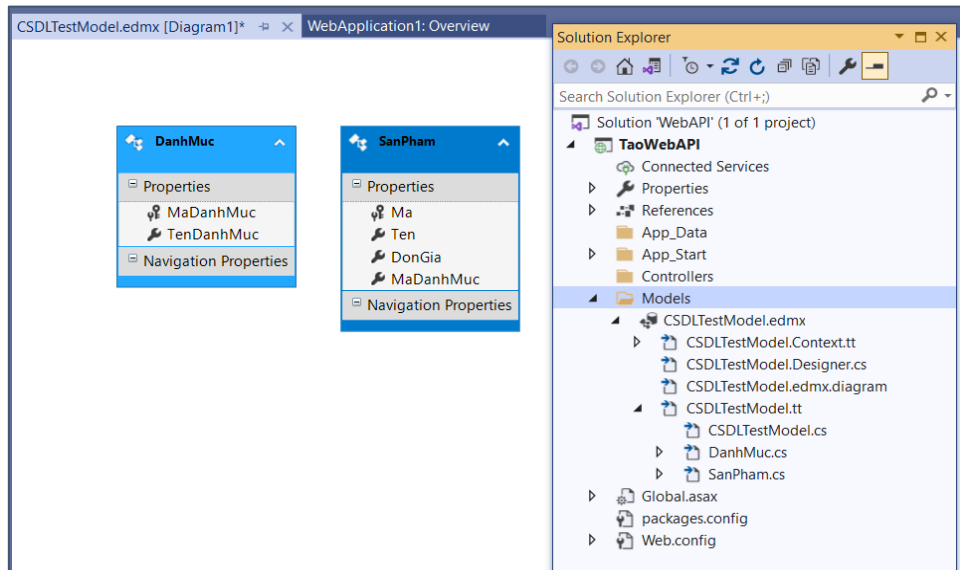 CSDLTestModel.edmx [Diagram1]*
WebApplication1: Overview
DanhMuc
Properties
MaDanhMuc
TenDanhMuc
Navigation Properties
SanPham
Properties
Ma
Ten
DonGia
MaDanhMuc
Navigation Properties
Solution Explorer
Search Solution Explorer (Ctrl+;)
Solution 'WebAPI' (1 of 1 project)
TaoWebAPI
Connected Services
Properties
References
App_Data
App_Start
Controllers
Models
CSDLTestModel.edmx
CSDLTestModel.Context.tt
CSDLTestModel.Designer.cs
CSDLTestModel.edmx.diagram
CSDLTestModel.tt
CSDLTestModel.cs
DanhMuc.cs
SanPham.cs
Global.asax
packages.config
Web.config